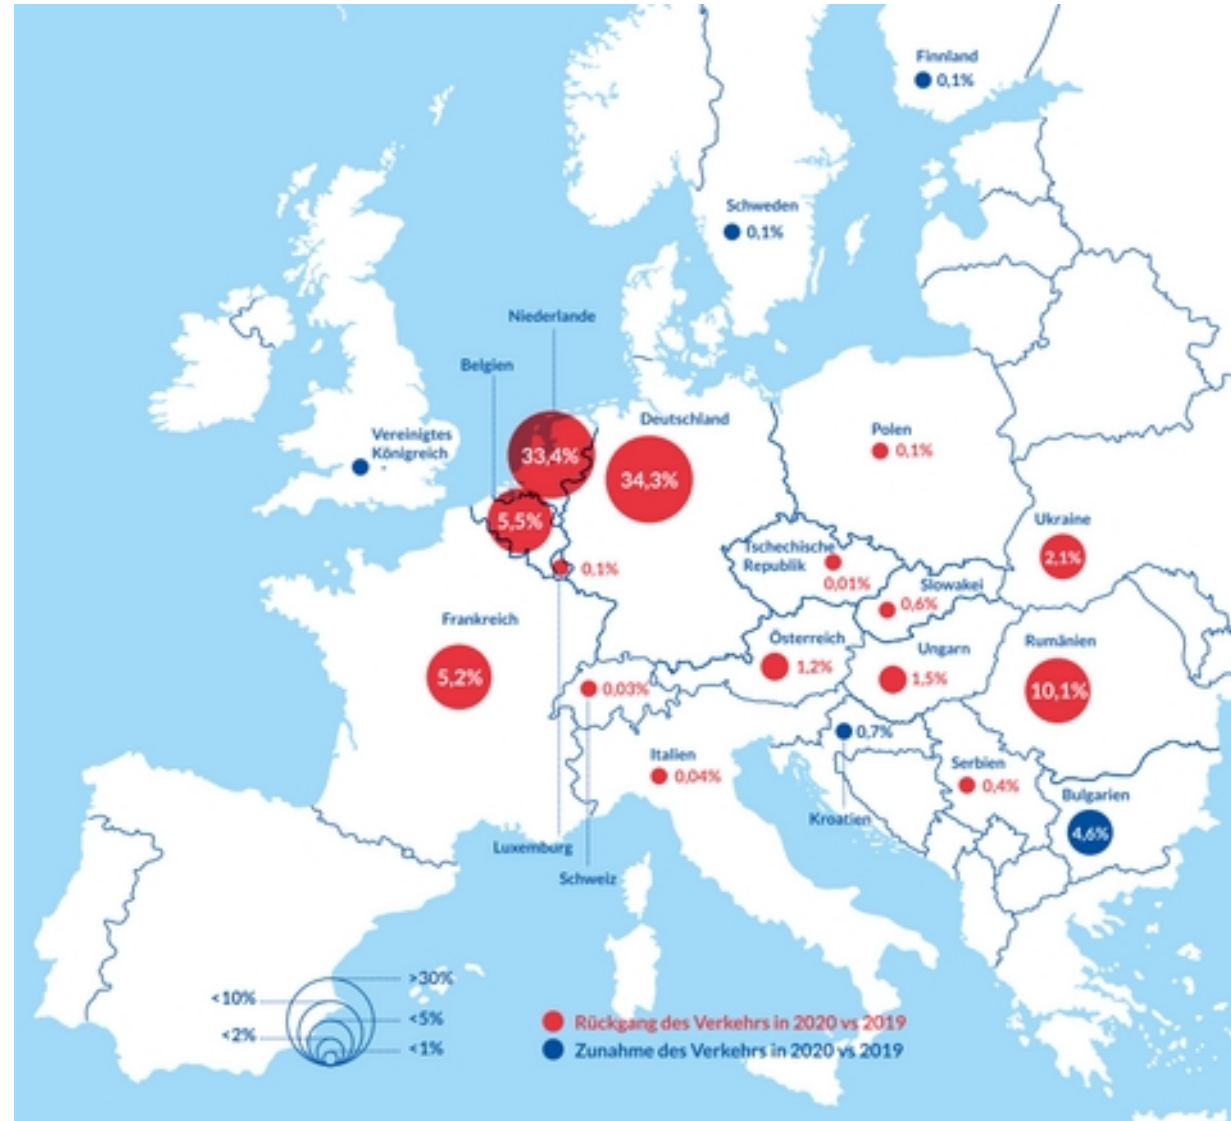 Finnland
0,1%
Schweden
0,1%
Niederlande
Belgien
Deutschland
Vereinigtes
Königreich
-
Polen
0,1%
33,4%
34,3%
5,5%
Ukraine
2,1%
Tschechische
Republik
0,01%
0,1%
Slowakei
0,6%
Frankreich
5,2%
Österreich
1,2%
Ungarn
1,5%
Rumänien
10,1%
0,03%
0,7%
Italien
0,04%
Serbien
0,4%
Bulgarien
4,6%
Kroatien
Luxemburg
Schweiz
>30%
<10%
<5%
<2%
<1%
Rückgang des Verkehrs in 2020 vs 2019
Zunahme des Verkehrs in 2020 vs 2019